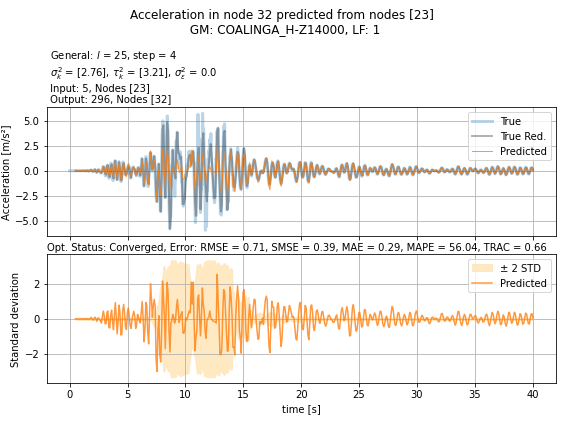 Acceleration in node 32 predicted from nodes [23]
GM: COALINGA_H-Z14000, LF: 1
General: l = 25, step = 4
σ²ₖ = [2.76], τ²ₖ = [3.21], σ²ε = 0.0
Input: 5, Nodes [23]
Output: 296, Nodes [32]
Acceleration [m/s²]
5.0
2.5
0.0
−2.5
−5.0
True
True Red.
Predicted
Opt. Status: Converged, Error: RMSE = 0.71, SMSE = 0.39, MAE = 0.29, MAPE = 56.04, TRAC = 0.66
Standard deviation
2
0
−2
± 2 STD
Predicted
0 5 10 15 20 25 30 35 40
time [s]